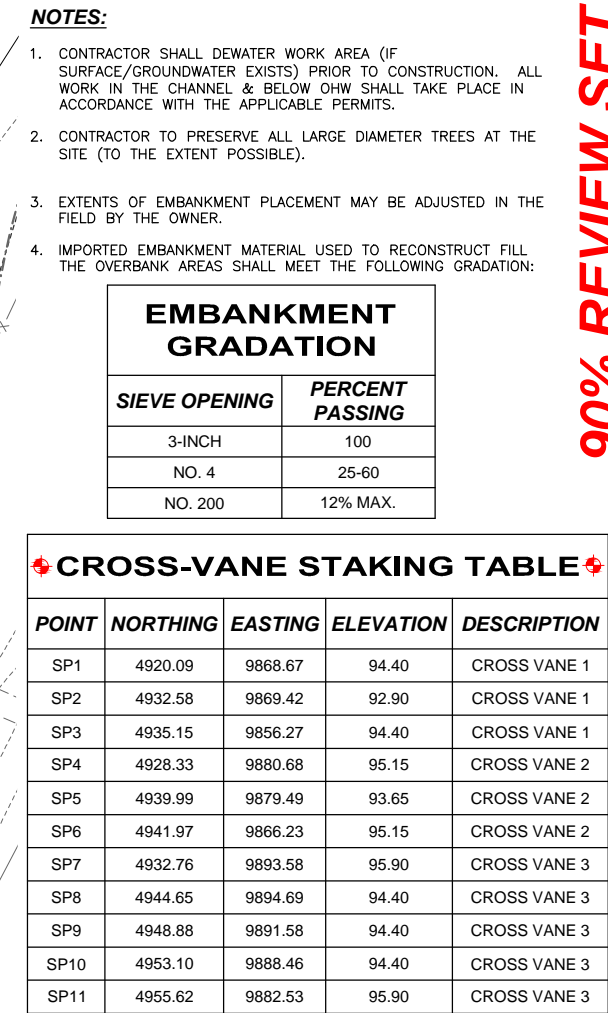 NOTES:
1. CONTRACTOR SHALL DEWATER WORK AREA (IF
SURFACE/GROUNDWATER EXISTS) PRIOR TO CONSTRUCTION. ALL
WORK IN THE CHANNEL & BELOW OHW SHALL TAKE PLACE IN
ACCORDANCE WITH THE APPLICABLE PERMITS.
2. CONTRACTOR TO PRESERVE ALL LARGE DIAMETER TREES AT THE
SITE (TO THE EXTENT POSSIBLE).
3. EXTENTS OF EMBANKMENT PLACEMENT MAY BE ADJUSTED IN THE
FIELD BY THE OWNER.
4. IMPORTED EMBANKMENT MATERIAL USED TO RECONSTRUCT FILL
THE OVERBANK AREAS SHALL MEET THE FOLLOWING GRADATION:
EMBANKMENT
GRADATION
SIEVE OPENING PERCENT PASSING
3-INCH 100
NO. 4 25-60
NO. 200 12% MAX.
CROSS-VANE STAKING TABLE
POINT NORTHING EASTING ELEVATION DESCRIPTION
SP1 4920.09 9868.67 94.40 CROSS VANE 1
SP2 4932.58 9869.42 92.90 CROSS VANE 1
SP3 4935.15 9856.27 94.40 CROSS VANE 1
SP4 4928.33 9880.68 95.15 CROSS VANE 2
SP5 4939.99 9879.49 93.65 CROSS VANE 2
SP6 4941.97 9866.23 95.15 CROSS VANE 2
SP7 4932.76 9893.58 95.90 CROSS VANE 3
SP8 4944.65 9894.69 94.40 CROSS VANE 3
SP9 4948.88 9891.58 94.40 CROSS VANE 3
SP10 4953.10 9888.46 94.40 CROSS VANE 3
SP11 4955.62 9882.53 95.90 CROSS VANE 3
90% REVIEW SET